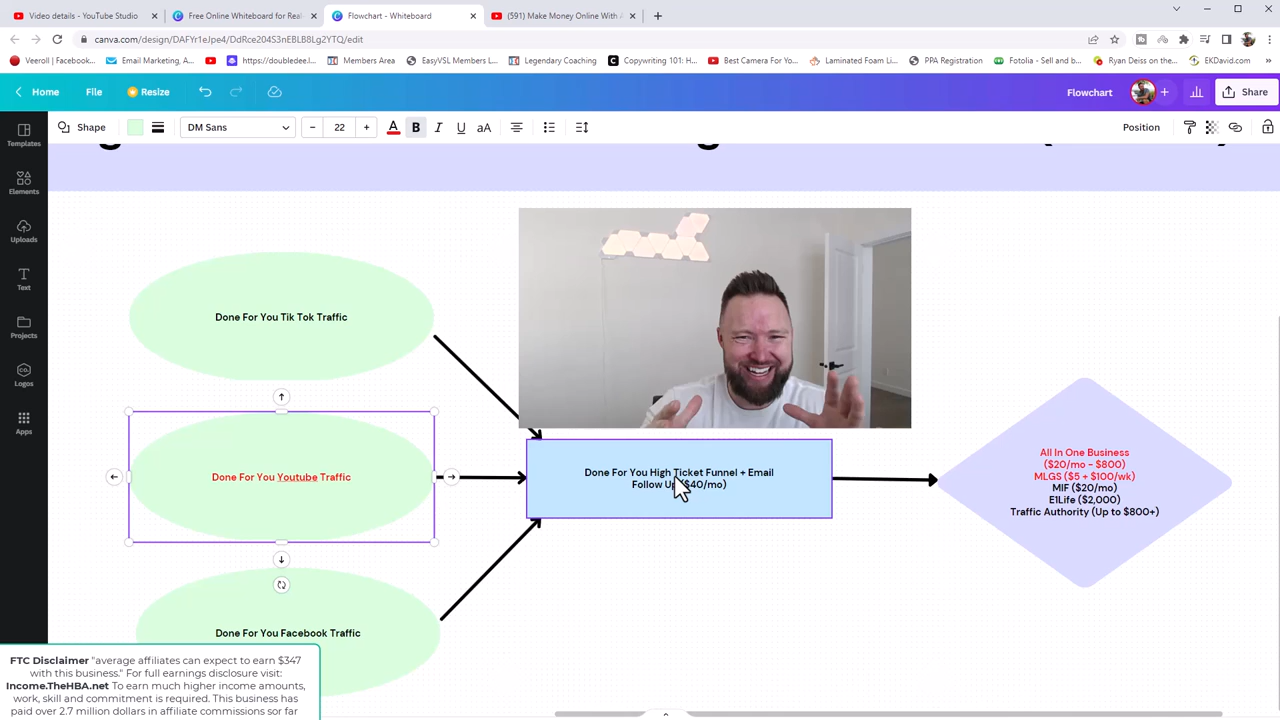 Video details - YouTube Studio
Free Online Whiteboard for Real-
Flowchart - Whiteboard
(591) Make Money Online With A
canva.com/design/DAFYr1eJpe4/DdRce204S3nEBLB8Lg2YTQ/edit
Veeroll | Facebook...
Email Marketing, A...
https://doubledee.l...
Members Area
EasyVSL Members L...
Legendary Coaching
Copywriting 101: H...
Best Camera For Yo...
Laminated Foam Li...
PPA Registration
Fotolia - Sell and b...
Ryan Deiss on the...
EKDavid.com
Home
File
Resize
Flowchart
Share
Shape
DM Sans
22
B
I
U
aA
Position
Templates
Elements
Uploads
Text
Projects
Logos
Apps
Done For You Tik Tok Traffic
Done For You Youtube Traffic
Done For You Facebook Traffic
Done For You High Ticket Funnel + Email
Follow Up ($40/mo)
All In One Business
($20/mo - $800)
MLGS ($5 + $100/wk)
MIF ($20/mo)
E1Life ($2,000)
Traffic Authority (Up to $800+)
FTC Disclaimer "average affiliates can expect to earn $347
with this business." For full earnings disclosure visit:
Income.TheHBA.net To earn much higher income amounts,
work, skill and commitment is required. This business has
paid over 2.7 million dollars in affiliate commissions sor far